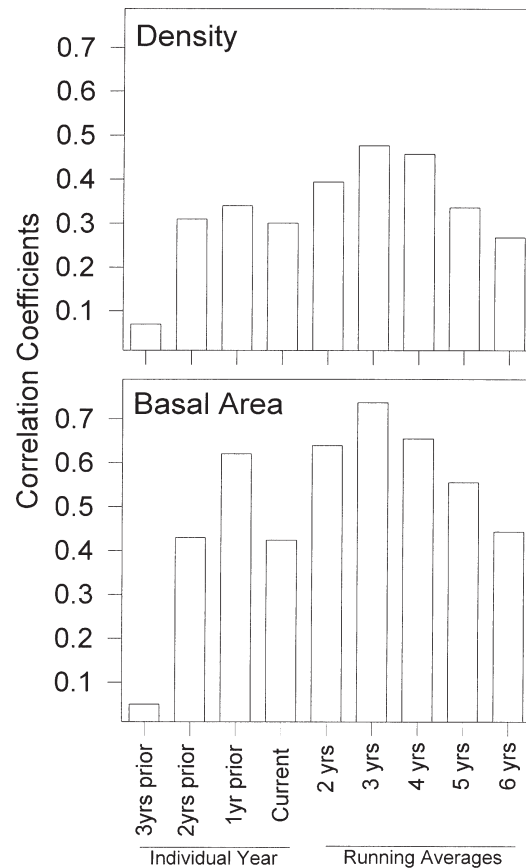 Density
0.7
0.6
0.5
0.4
0.3
0.2
0.1
Correlation Coefficients
Basal Area
0.7
0.6
0.5
0.4
0.3
0.2
0.1
3yrs prior
2yrs prior
1yr prior
Current
2 yrs
3 yrs
4 yrs
5 yrs
6 yrs
Individual Year
Running Averages